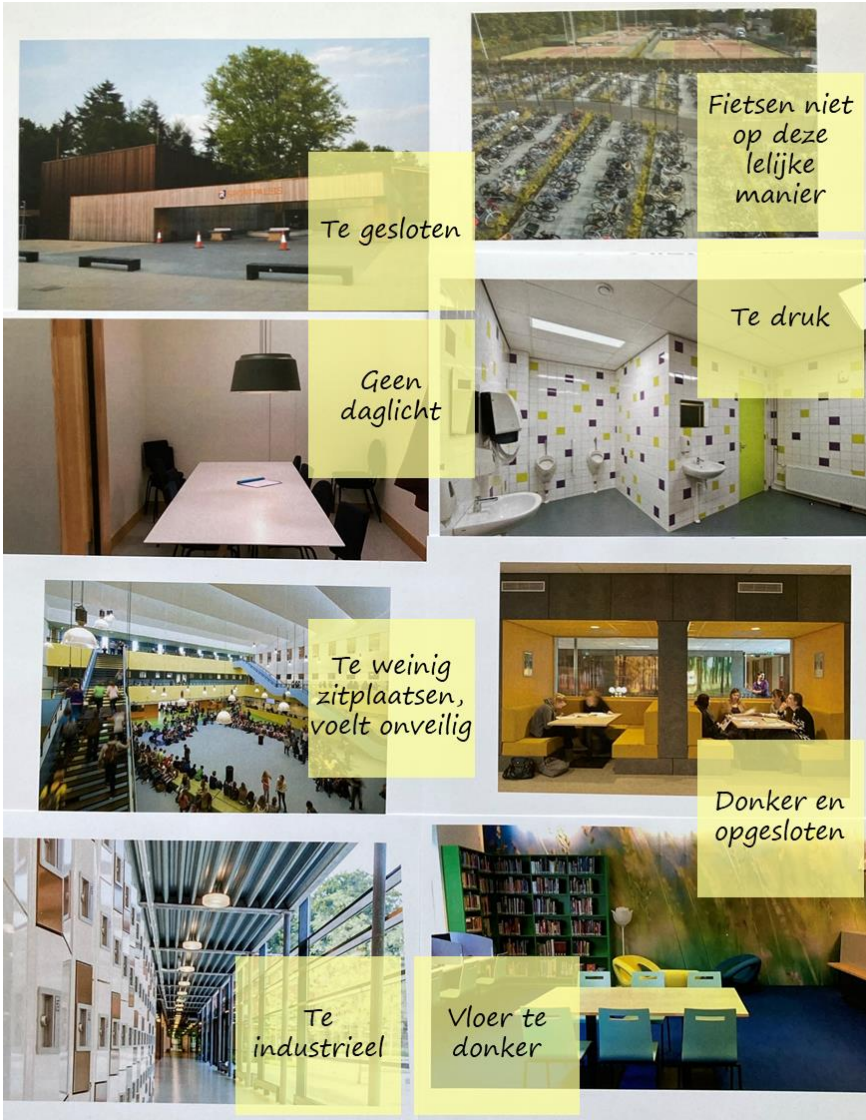 Te gesloten
Fietsen niet
op deze
lelijke
manier
Geen
daglicht
Te druk
Te weinig
zitplaatsen,
voelt onveilig
Donker en
opgesloten
Te
industrieel
Vloer te
donker